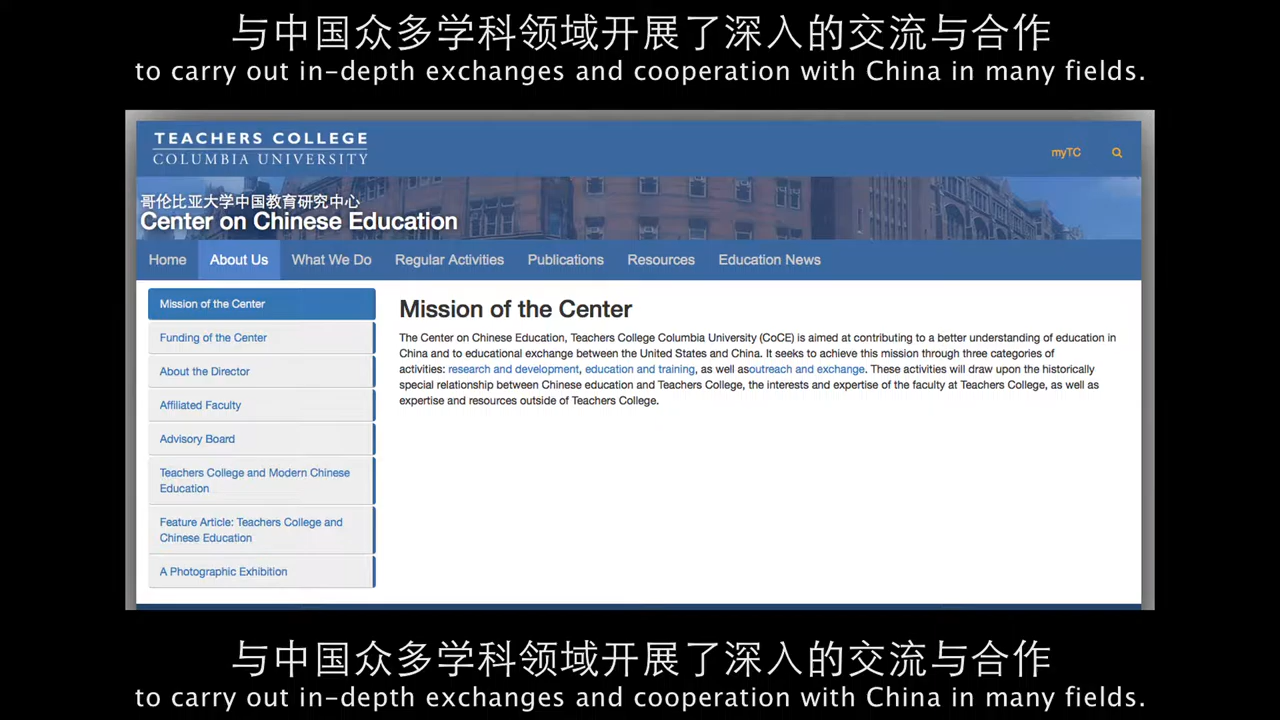 与中国众多学科领域开展了深入的交流与合作
to carry out in-depth exchanges and cooperation with China in many fields.
TEACHERS COLLEGE
COLUMBIA UNIVERSITY
myTC
哥伦比亚大学中国教育研究中心
Center on Chinese Education
Home About Us What We Do Regular Activities Publications Resources Education News
Mission of the Center
Funding of the Center
About the Director
Affiliated Faculty
Advisory Board
Teachers College and Modern Chinese
Education
Feature Article: Teachers College and
Chinese Education
A Photographic Exhibition
Mission of the Center
The Center on Chinese Education, Teachers College Columbia University (CoCE) is aimed at contributing to a better understanding of education in
China and to educational exchange between the United States and China. It seeks to achieve this mission through three categories of
activities: research and development, education and training, as well asoutreach and exchange. These activities will draw upon the historically
special relationship between Chinese education and Teachers College, the interests and expertise of the faculty at Teachers College, as well as
expertise and resources outside of Teachers College.
与中国众多学科领域开展了深入的交流与合作
to carry out in-depth exchanges and cooperation with China in many fields.